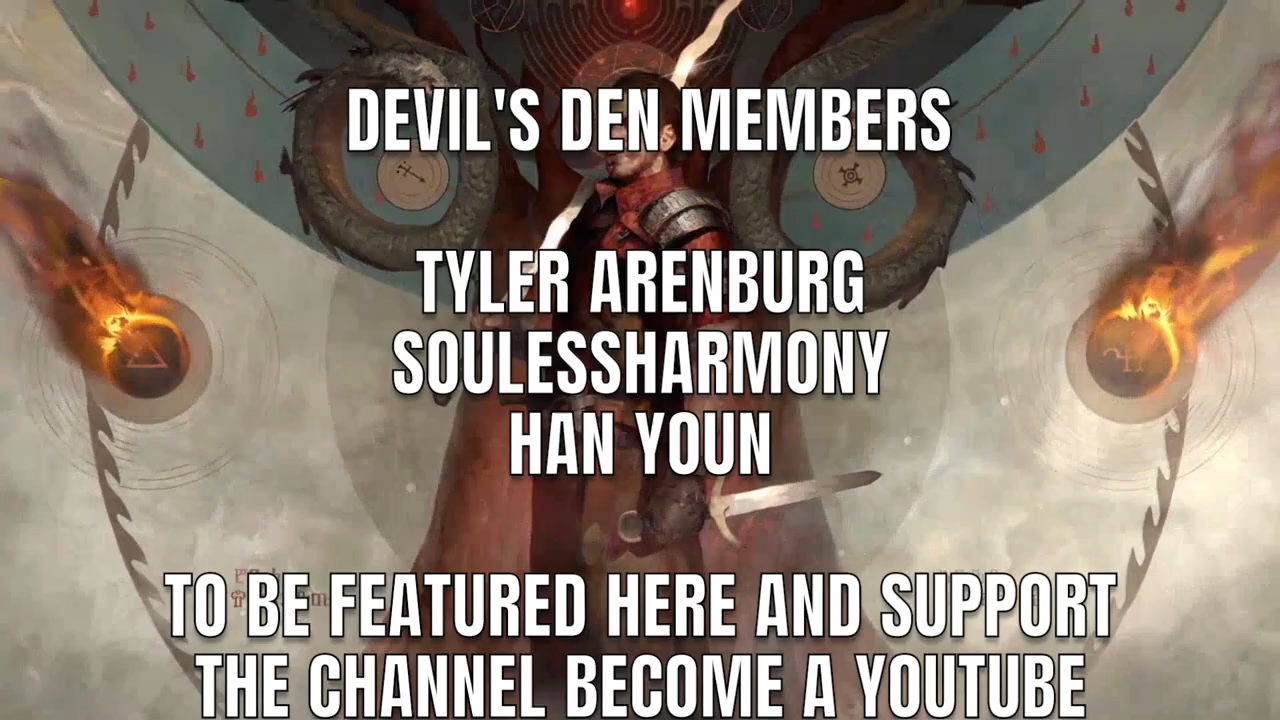 DEVIL'S DEN MEMBERS
TYLER ARENBURG
SOULESSHARMONY
HAN YOUN
TO BE FEATURED HERE AND SUPPORT
THE CHANNEL BECOME A YOUTUBE